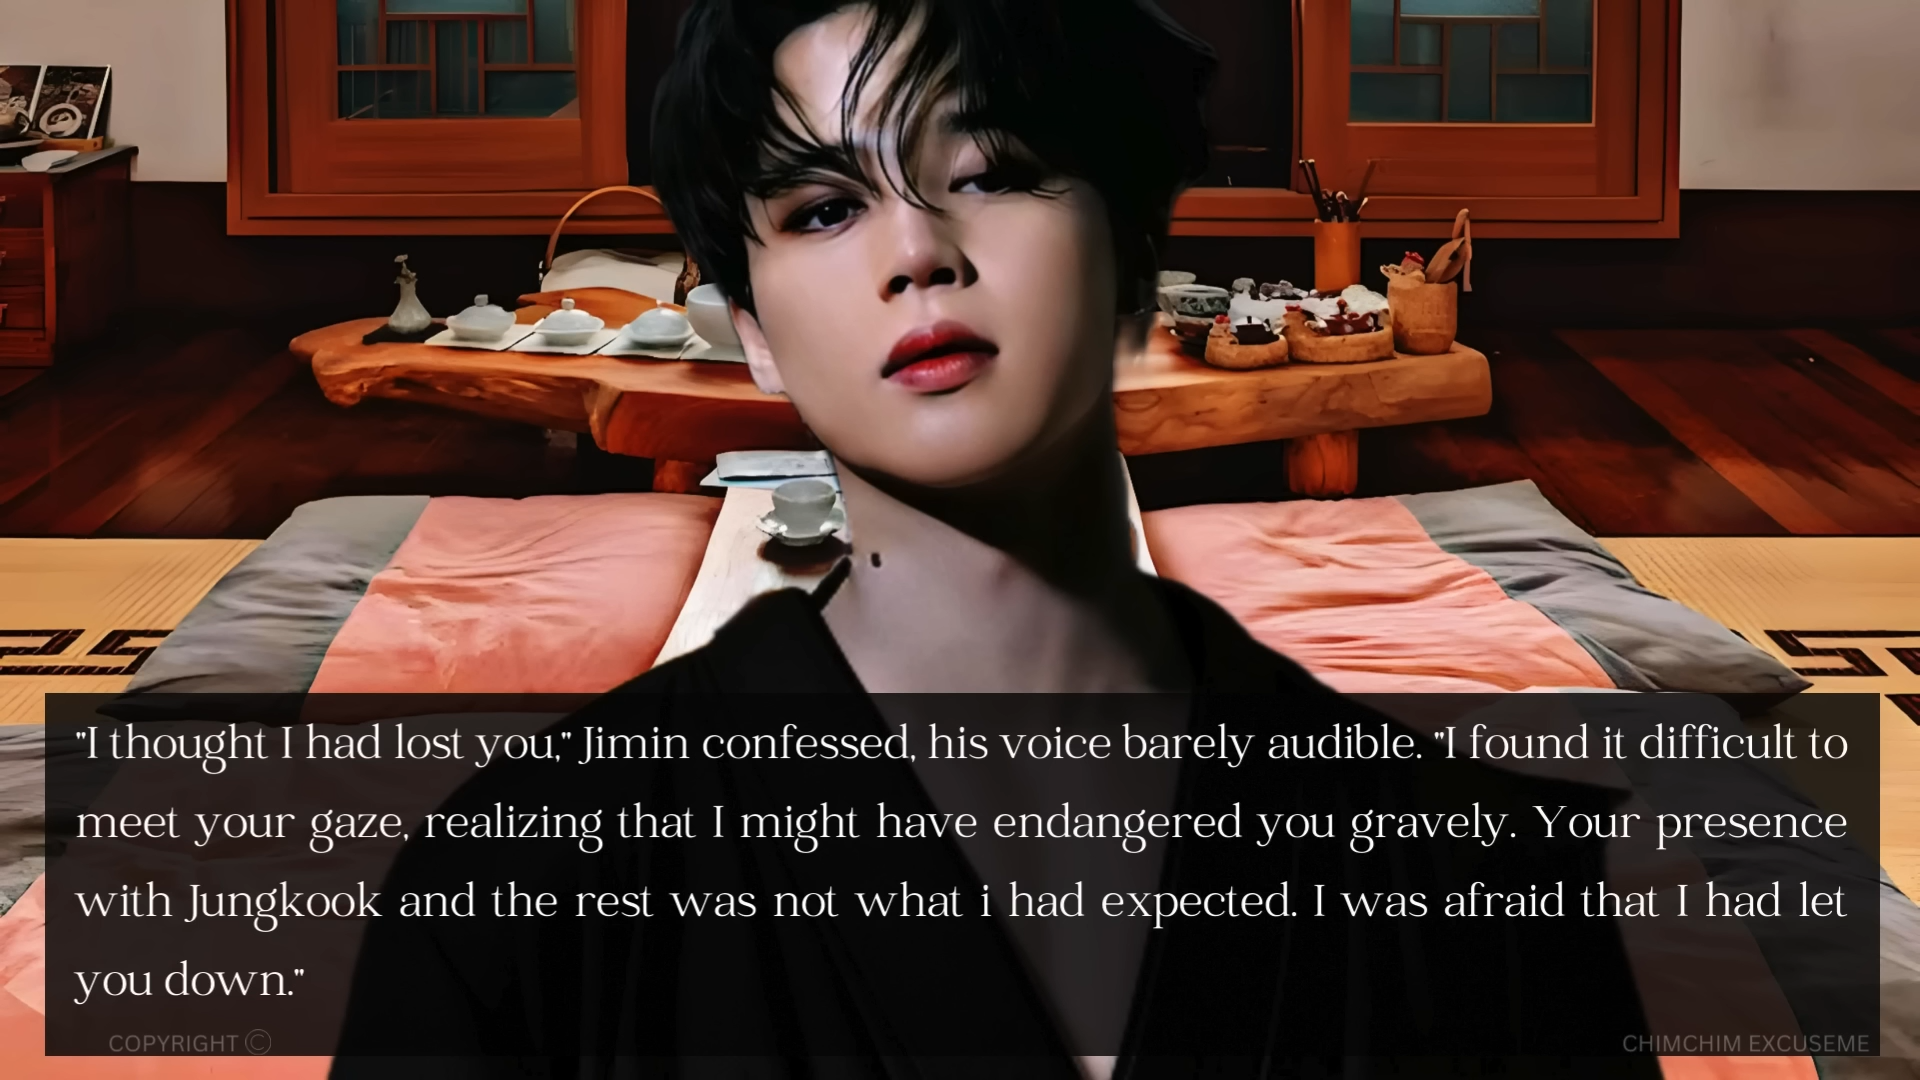 "I thought I had lost you," Jimin confessed, his voice barely audible. "I found it difficult to
meet your gaze, realizing that I might have endangered you gravely. Your presence
with Jungkook and the rest was not what i had expected. I was afraid that I had let
you down."
COPYRIGHT ©
CHIMCHIM EXCUSEME